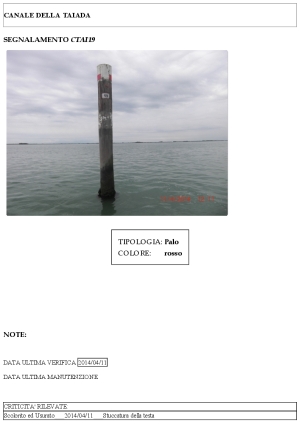 CANALE DELLA TAIADA
SEGNALAMENTO CTAI19
TIPOLOGIA: Palo
COLORE: rosso
NOTE:
DATA ULTIMA VERIFICA 2014/04/11
DATA ULTIMA MANUTENZIONE
CRITICITA' RILEVATE
Scolorito ed Usurato 2014/04/11 Stuccatura della testa